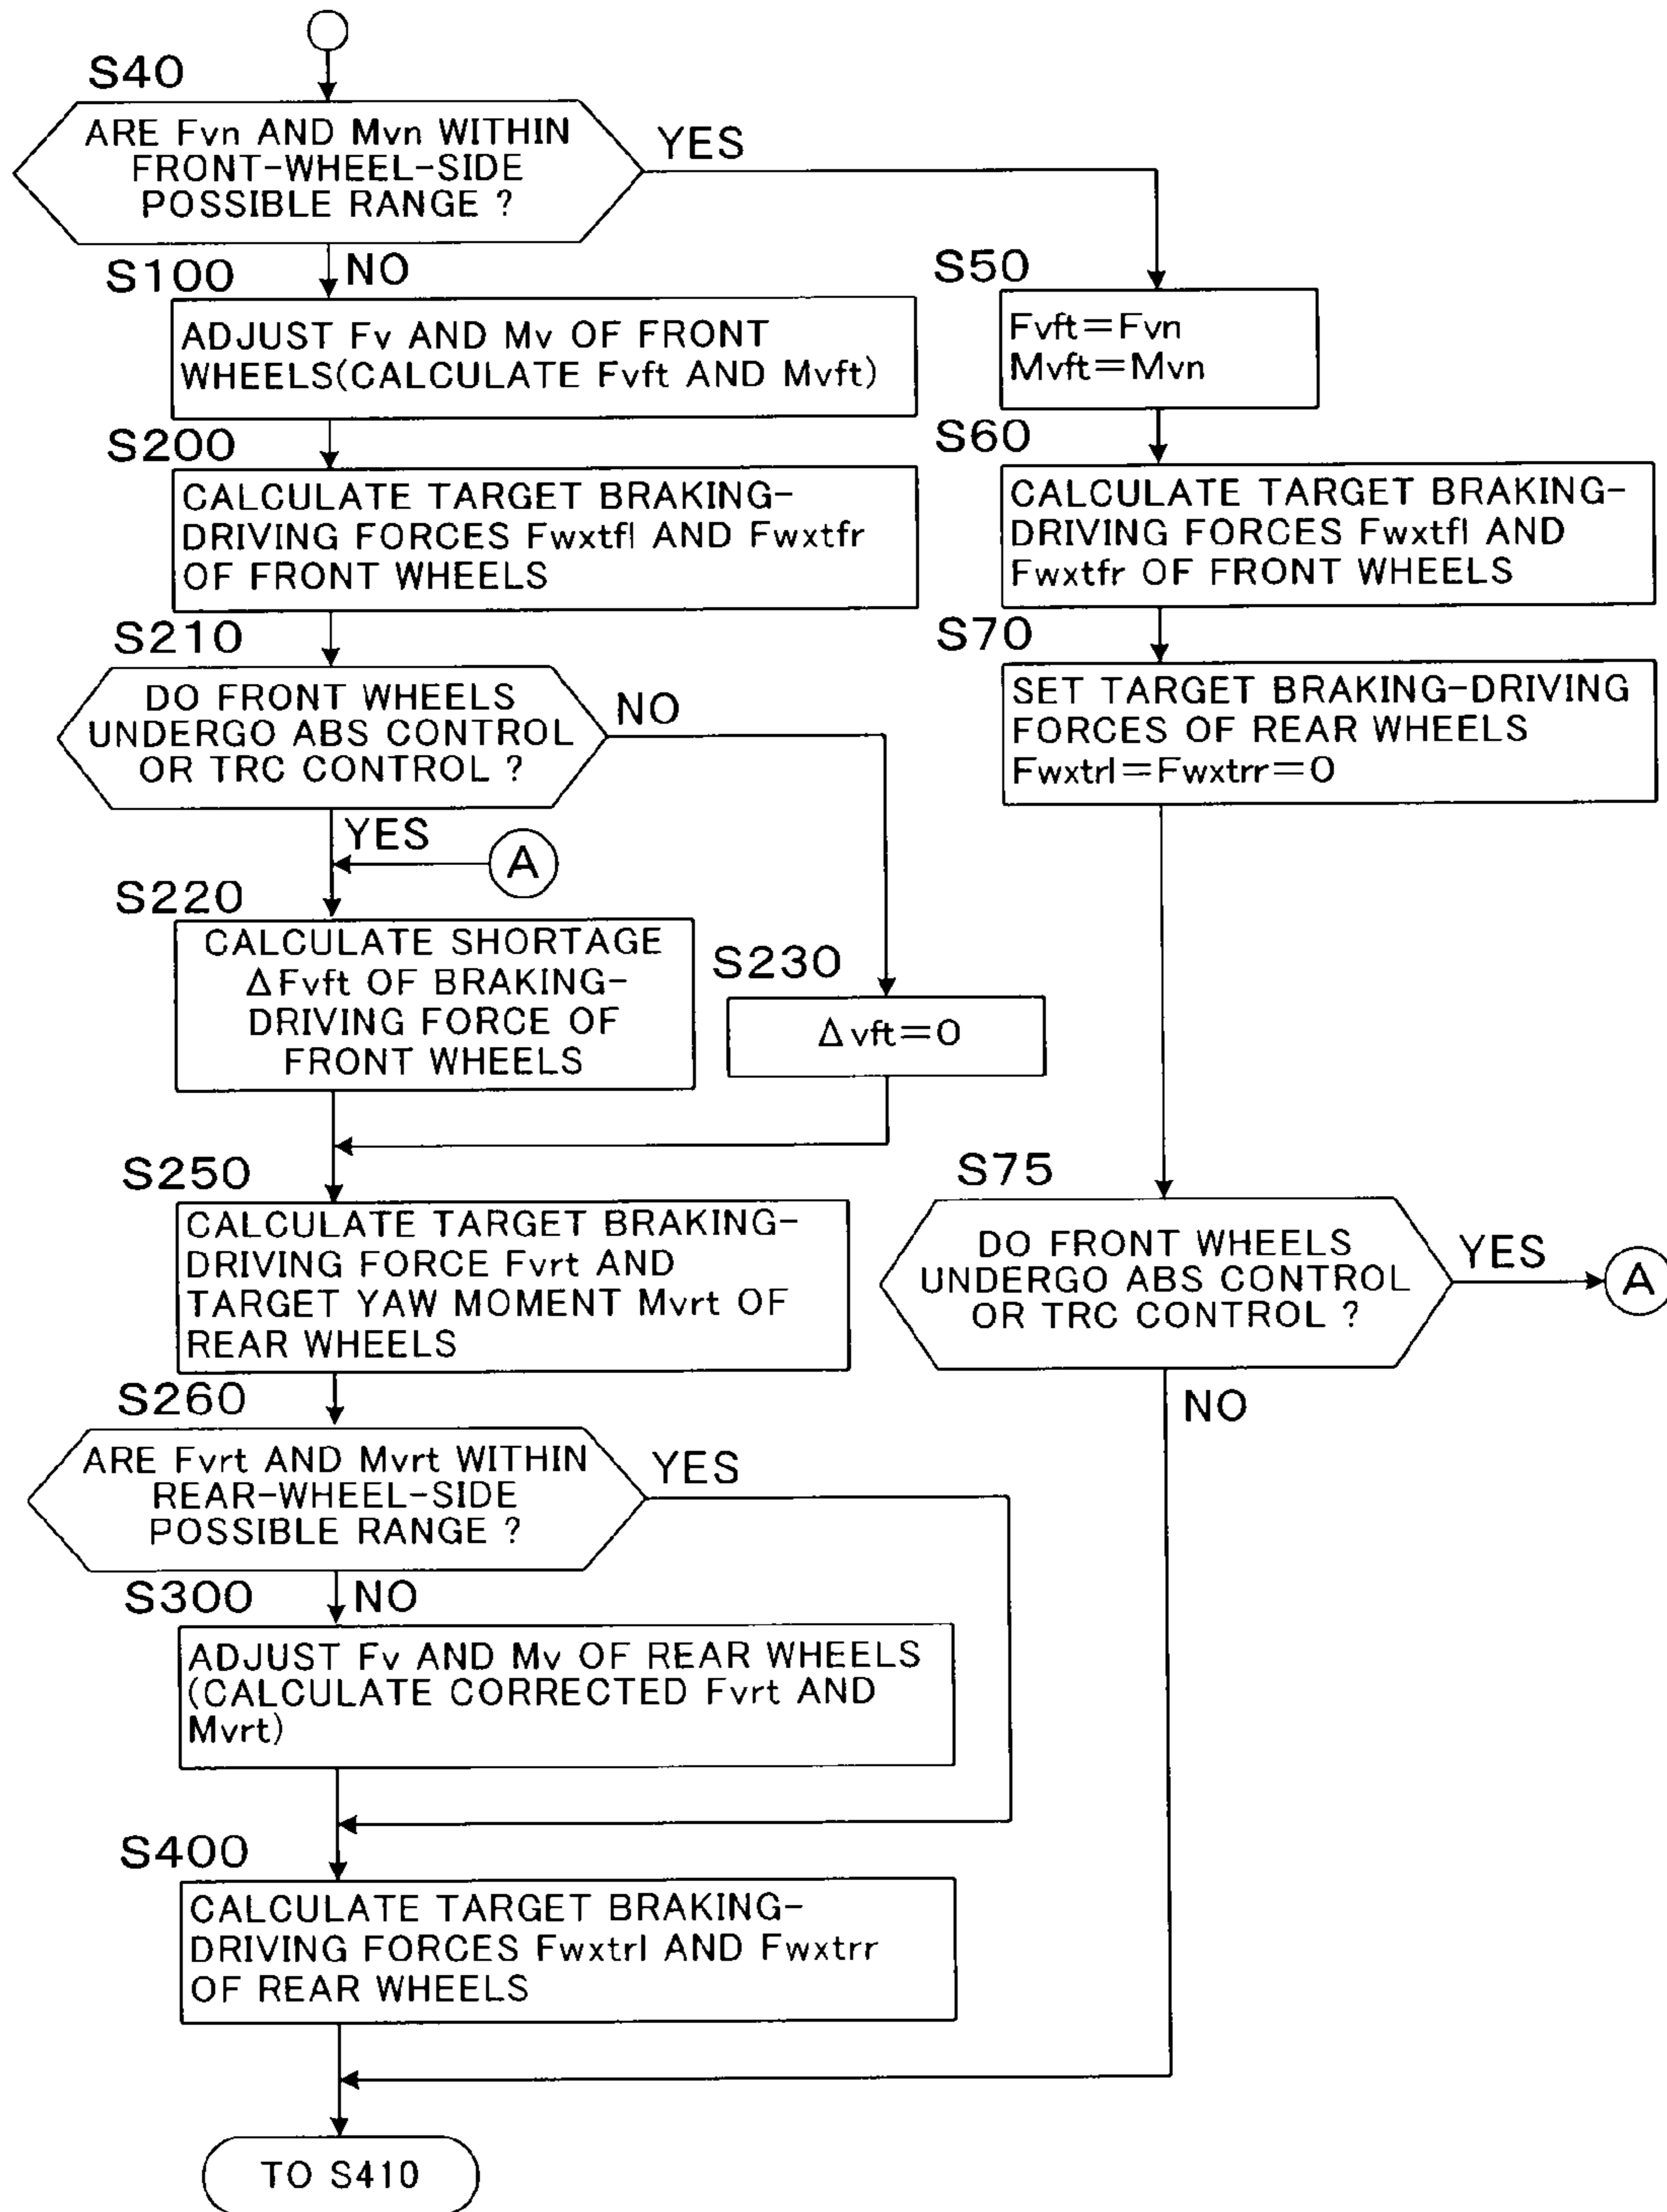 S40
ARE Fvn AND Mvn WITHIN
FRONT-WHEEL-SIDE
POSSIBLE RANGE ?
YES
NO
S100
ADJUST Fv AND Mv OF FRONT
WHEELS(CALCULATE Fvft AND Mvft)
S50
Fvft=Fvn
Mvft=Mvn
S200
CALCULATE TARGET BRAKING-
DRIVING FORCES Fwxtfl AND Fwxtfr
OF FRONT WHEELS
S60
CALCULATE TARGET BRAKING-
DRIVING FORCES Fwxtfl AND
Fwxtfr OF FRONT WHEELS
S210
DO FRONT WHEELS
UNDERGO ABS CONTROL
OR TRC CONTROL ?
NO
YES
A
S70
SET TARGET BRAKING-DRIVING
FORCES OF REAR WHEELS
Fwxtrl=Fwxtrr=0
S220
CALCULATE SHORTAGE
ΔFvft OF BRAKING-
DRIVING FORCE OF
FRONT WHEELS
S230
Δvft=0
S250
CALCULATE TARGET BRAKING-
DRIVING FORCE Fvrt AND
TARGET YAW MOMENT Mvrt OF
REAR WHEELS
S75
DO FRONT WHEELS
UNDERGO ABS CONTROL
OR TRC CONTROL ?
YES
A
NO
S260
ARE Fvrt AND Mvrt WITHIN
REAR-WHEEL-SIDE
POSSIBLE RANGE ?
YES
NO
S300
ADJUST Fv AND Mv OF REAR WHEELS
(CALCULATE CORRECTED Fvrt AND
Mvrt)
S400
CALCULATE TARGET BRAKING-
DRIVING FORCES Fwxtrl AND Fwxtrr
OF REAR WHEELS
TO S410